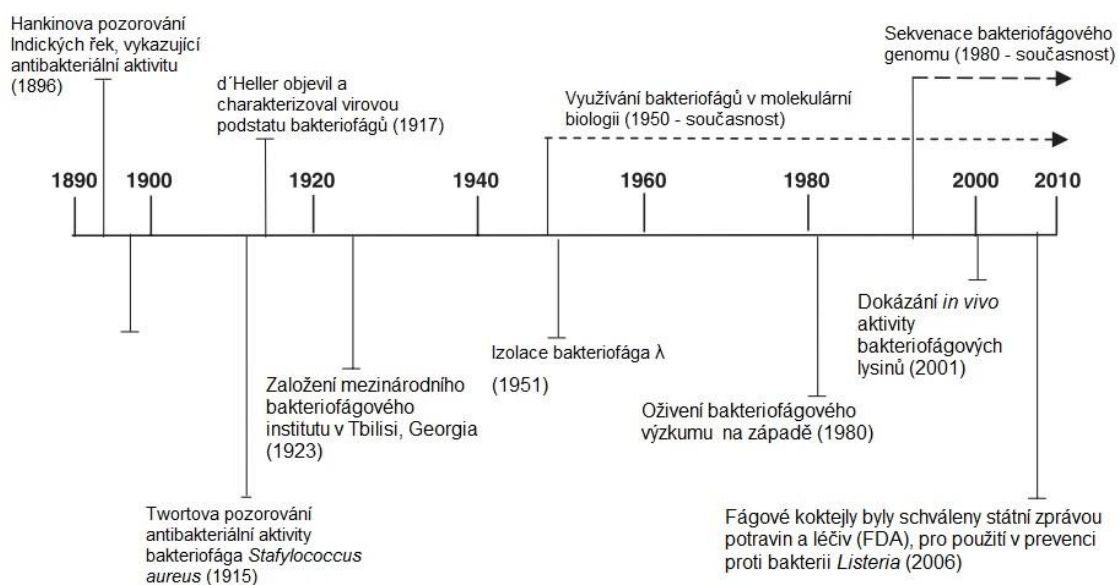 Hankinova pozorování
Indických řek, vykazující
antibakteriální aktivitu
(1896)
d´Heller objevil a
charakterizoval virovou
podstatu bakteriofágů (1917)
Využívání bakteriofágů v molekulární
biologii (1950 - současnost)
Sekvenace bakteriofágového
genomu (1980 - současnost)
1890 1900 1920 1940 1960 1980 2000 2010
Twortova pozorování
antibakteriální aktivity
bakteriofága Stafylococcus
aureus (1915)
Založení mezinárodního
bakteriofágového
institutu v Tbilisi, Georgia
(1923)
Izolace bakteriofága λ
(1951)
Oživení bakteriofágového
výzkumu na západě (1980)
Dokázání in vivo
aktivity
bakteriofágových
lysinů (2001)
Fágové koktejly byly schváleny státní zprávou
potravin a léčiv (FDA), pro použití v prevenci
proti bakterii Listeria (2006)